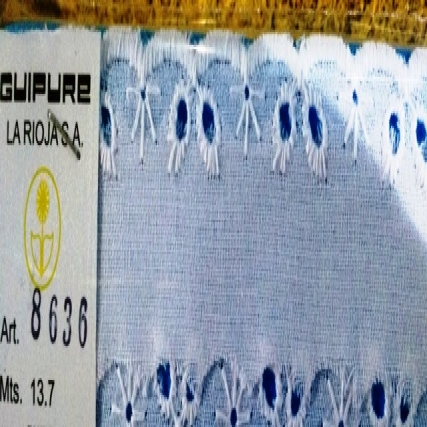 GUIPURE
LA RIOJA S.A.
Art. 8636
Mts. 13.7